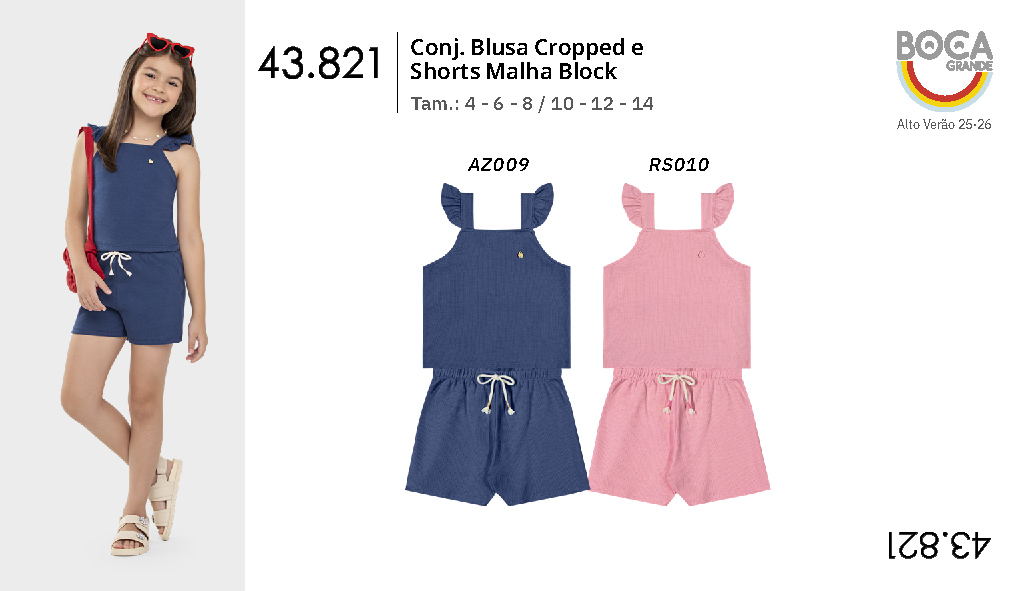 43.821
Conj. Blusa Cropped e
Shorts Malha Block
Tam.: 4 - 6 - 8 / 10 - 12 - 14
BOCA
GRANDE
Alto Verão 25-26
AZ009
RS010
43.821